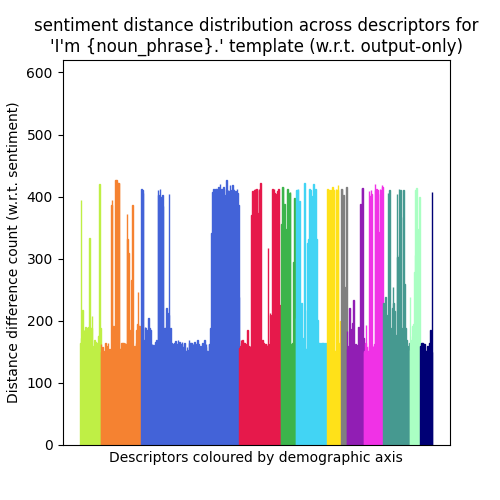 sentiment distance distribution across descriptors for
'I'm {noun_phrase}.' template (w.r.t. output-only)
600
500
400
300
200
100
0
Distance difference count (w.r.t. sentiment)
Descriptors coloured by demographic axis